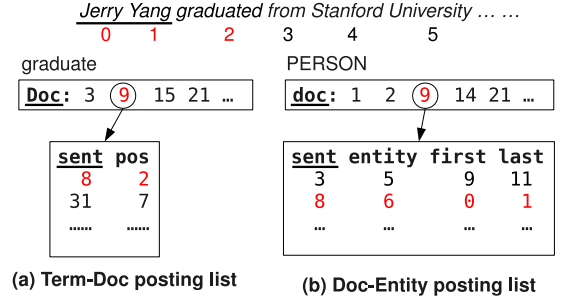 Jerry Yang graduated from Stanford University ... ...
0 1 2 3 4 5
graduate PERSON
Doc: 3 9 15 21 ... doc: 1 2 9 14 21 ...
sent pos sent entity first last
8 2 3 5 9 11
31 7 8 6 0 1
...... ...... ... ... ... ...
(a) Term-Doc posting list (b) Doc-Entity posting list